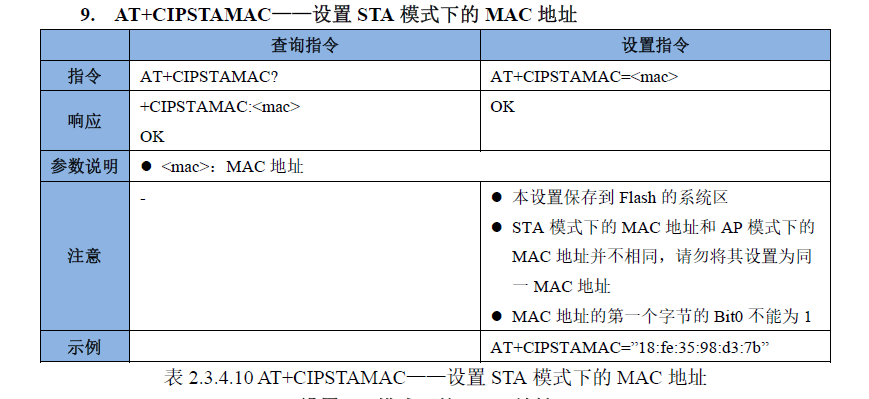 9. AT+CIPSTAMAC——设置 STA 模式下的 MAC 地址
查询指令 设置指令
指令 AT+CIPSTAMAC? AT+CIPSTAMAC=<mac>
响应
+CIPSTAMAC:<mac>
OK
OK
参数说明 ● <mac>：MAC 地址
注意
-
● 本设置保存到 Flash 的系统区
● STA 模式下的 MAC 地址和 AP 模式下的
MAC 地址并不相同，请勿将其设置为同
一 MAC 地址
● MAC 地址的第一个字节的 Bit0 不能为 1
示例 AT+CIPSTAMAC=”18:fe:35:98:d3:7b”
表 2.3.4.10 AT+CIPSTAMAC——设置 STA 模式下的 MAC 地址